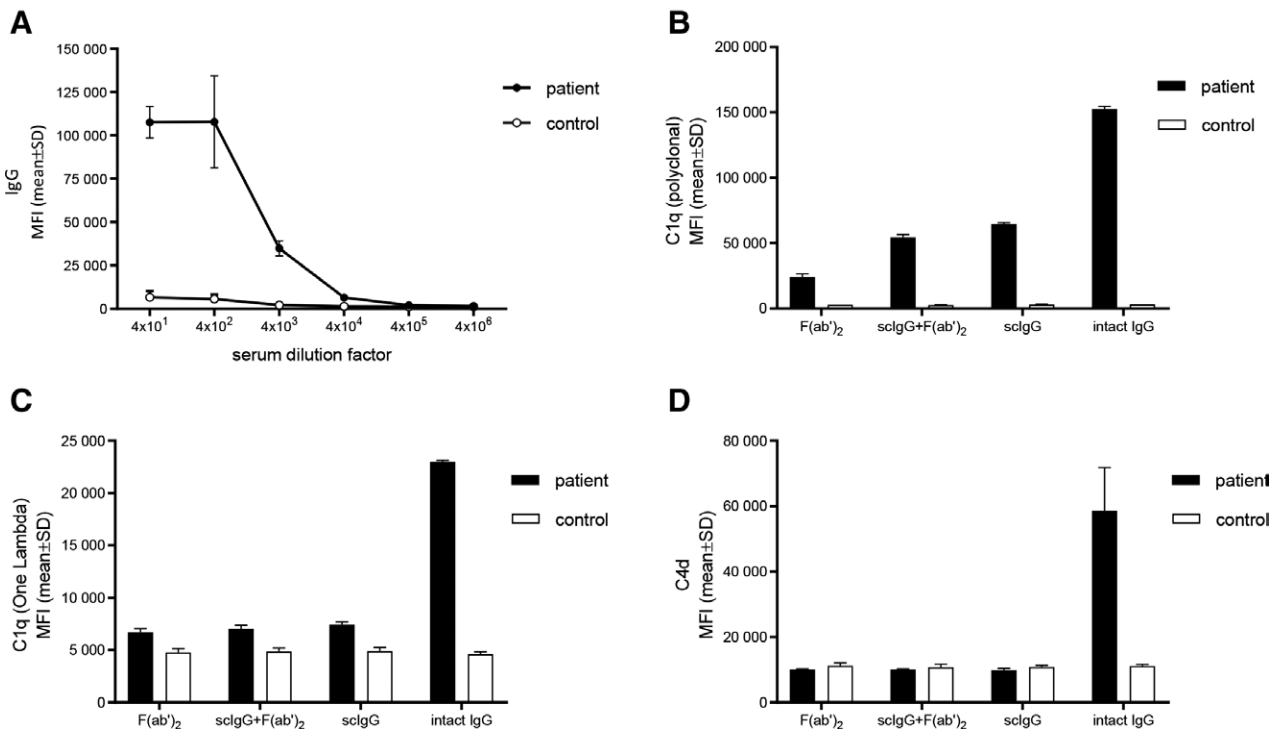 A
150 000
125 000
100 000
75 000
50 000
25 000
0
IgG
MFI (mean±SD)
4x10¹ 4x10² 4x10³ 4x10⁴ 4x10⁵ 4x10⁶
serum dilution factor
patient
control
B
200 000
150 000
100 000
50 000
0
C1q (polyclonal)
MFI (mean±SD)
F(ab')₂ scIgG+F(ab')₂ scIgG intact IgG
patient
control
C
25 000
20 000
15 000
10 000
5 000
0
C1q (One Lambda)
MFI (mean±SD)
F(ab')₂ scIgG+F(ab')₂ scIgG intact IgG
patient
control
D
80 000
60 000
40 000
20 000
0
C4d
MFI (mean±SD)
F(ab')₂ scIgG+F(ab')₂ scIgG intact IgG
patient
control